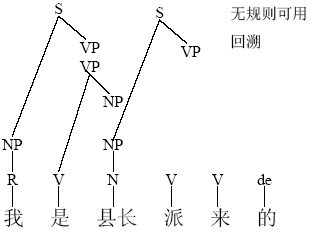 S S 无规则可用
VP VP 回溯
VP
NP
NP NP
R V N V V de
我 是 县长 派 来 的